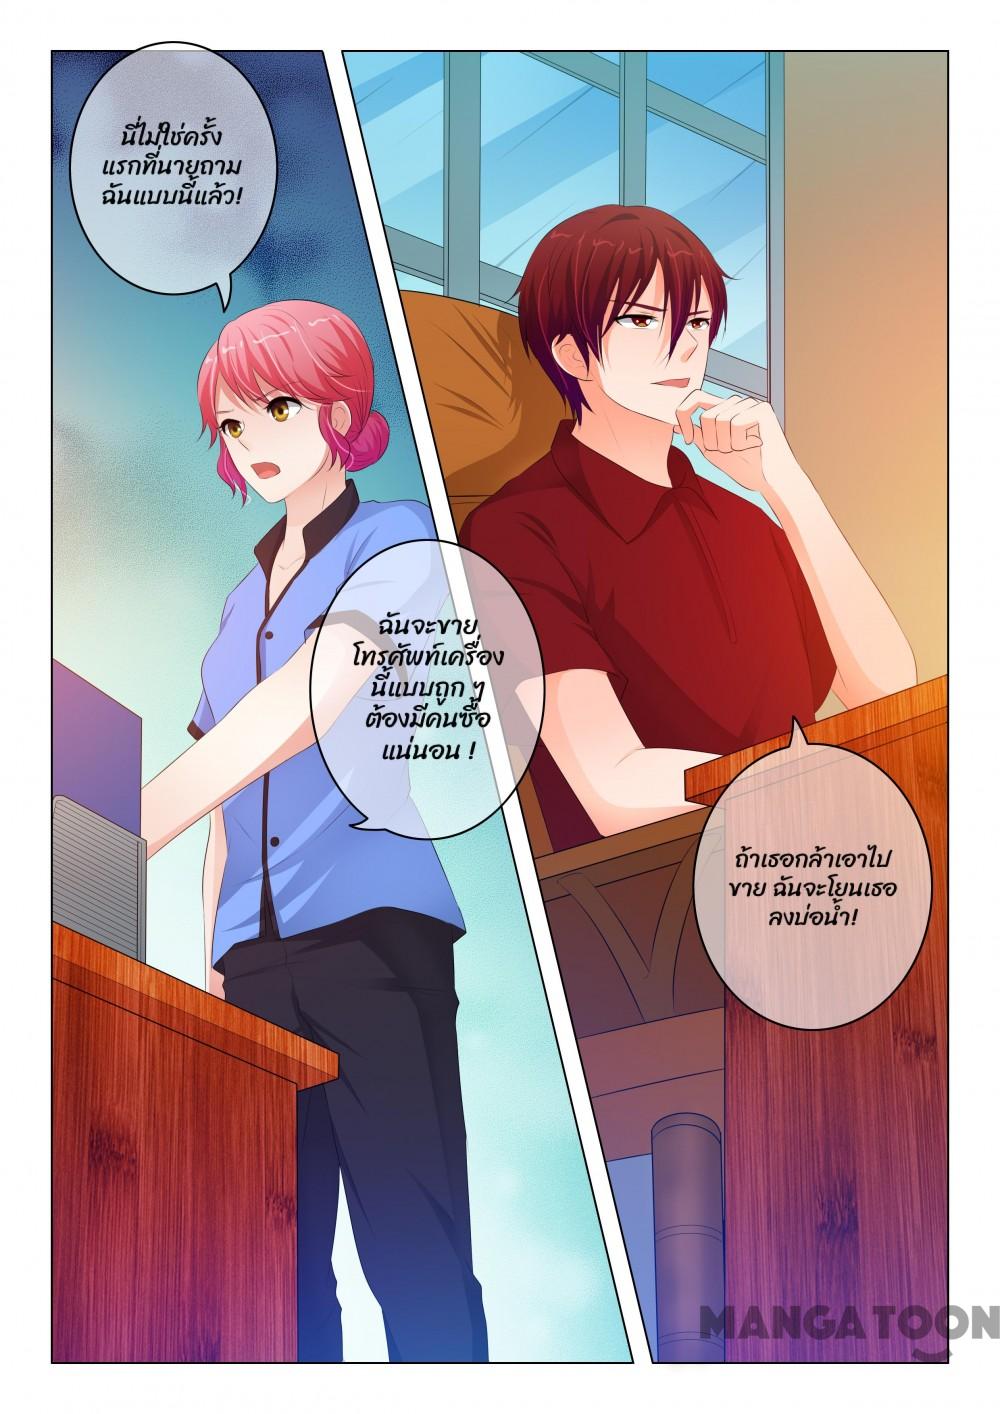 นี่ไม่ใช่ครั้ง
แรกที่นายถาม
ฉันแบบนี้แล้ว!
ฉันจะขาย
โทรศัพท์เครื่อง
นี้แบบถูก ๆ
ต้องมีคนซื้อ
แน่นอน !
ถ้าเธอกล้าเอาไป
ขาย ฉันจะโยนเธอ
ลงบ่อน้ำ!
MANGATOON